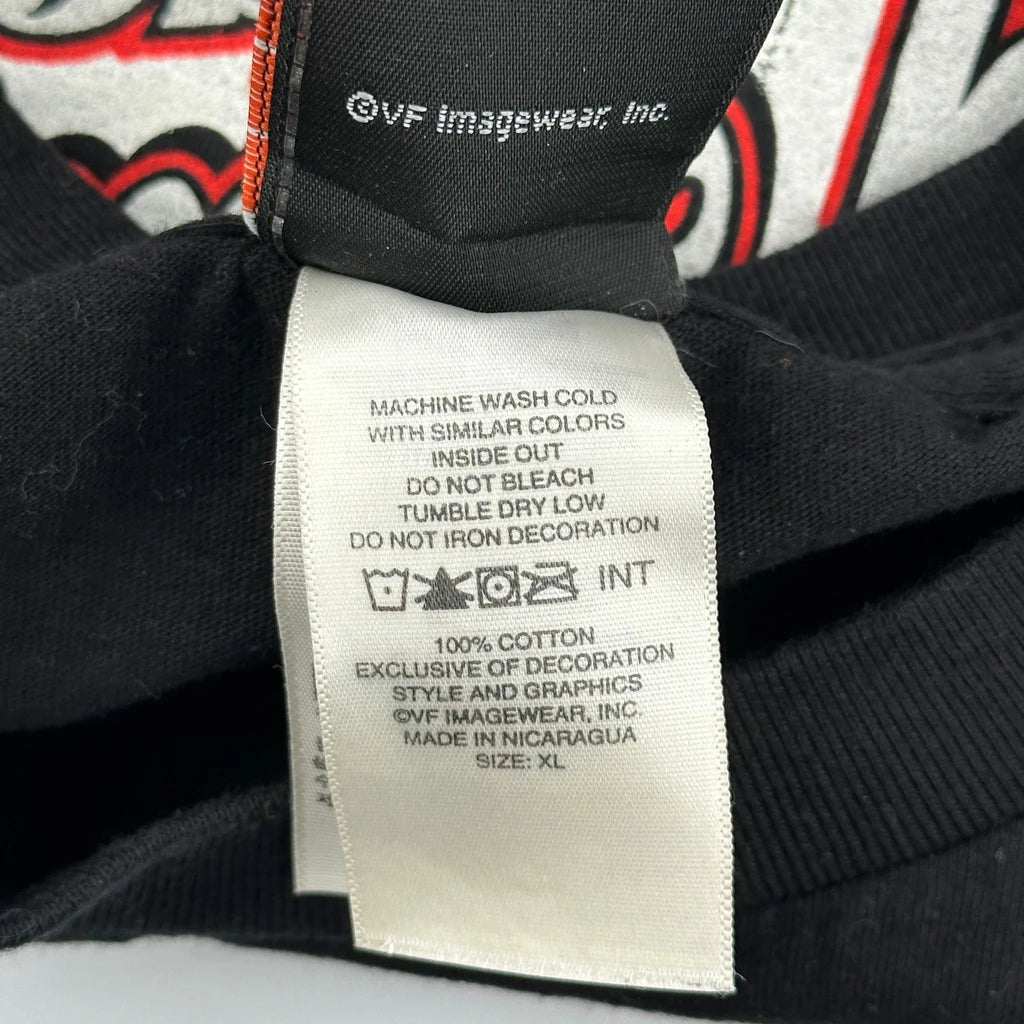 ©VF Imagewear, Inc.
MACHINE WASH COLD
WITH SIMILAR COLORS
INSIDE OUT
DO NOT BLEACH
TUMBLE DRY LOW
DO NOT IRON DECORATION
INT
100% COTTON
EXCLUSIVE OF DECORATION
STYLE AND GRAPHICS
©VF IMAGEWEAR, INC.
MADE IN NICARAGUA
SIZE: XL